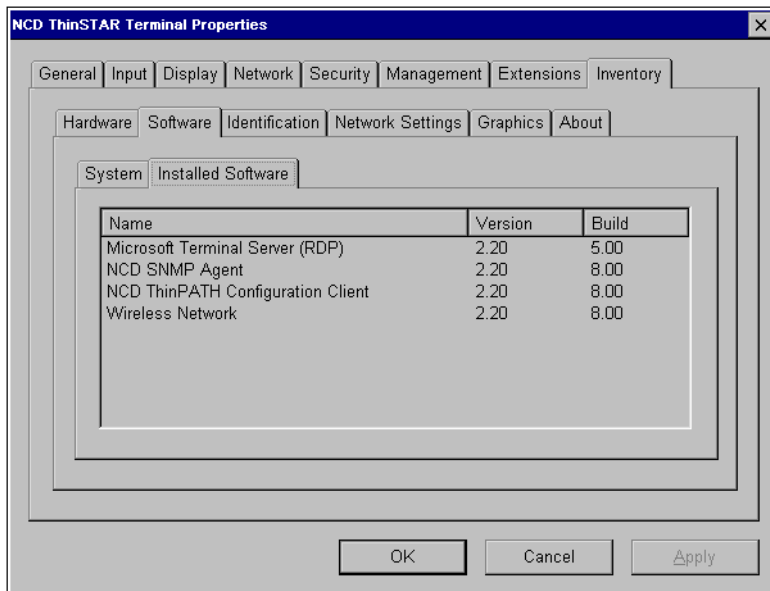 NCD ThinSTAR Terminal Properties
General Input Display Network Security Management Extensions Inventory
Hardware Software Identification Network Settings Graphics About
System Installed Software
Name Version Build
Microsoft Terminal Server (RDP) 2.20 5.00
NCD SNMP Agent 2.20 8.00
NCD ThinPATH Configuration Client 2.20 8.00
Wireless Network 2.20 8.00
OK Cancel Apply